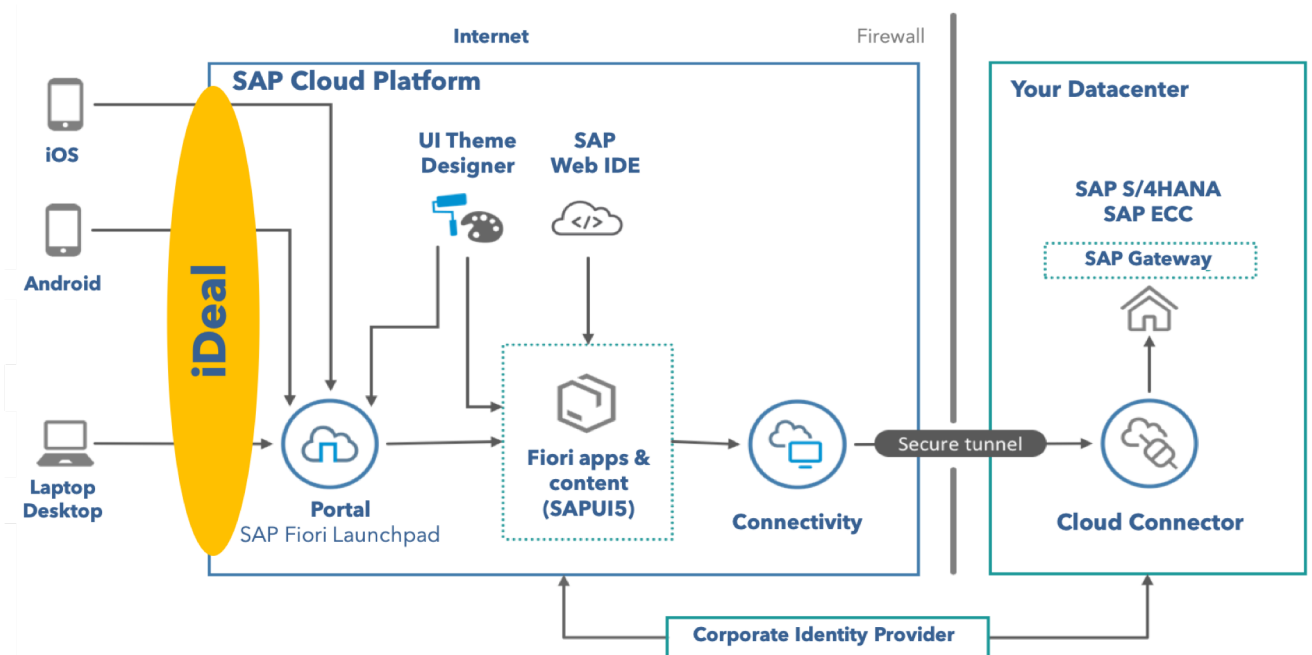 Internet
Firewall
SAP Cloud Platform
Your Datacenter
iOS
UI Theme
Designer
SAP
Web IDE
</>
SAP S/4HANA
SAP ECC
SAP Gateway
Android
iDeal
Laptop
Desktop
Portal
SAP Fiori Launchpad
Fiori apps &
content
(SAPUI5)
Connectivity
Secure tunnel
Cloud Connector
Corporate Identity Provider